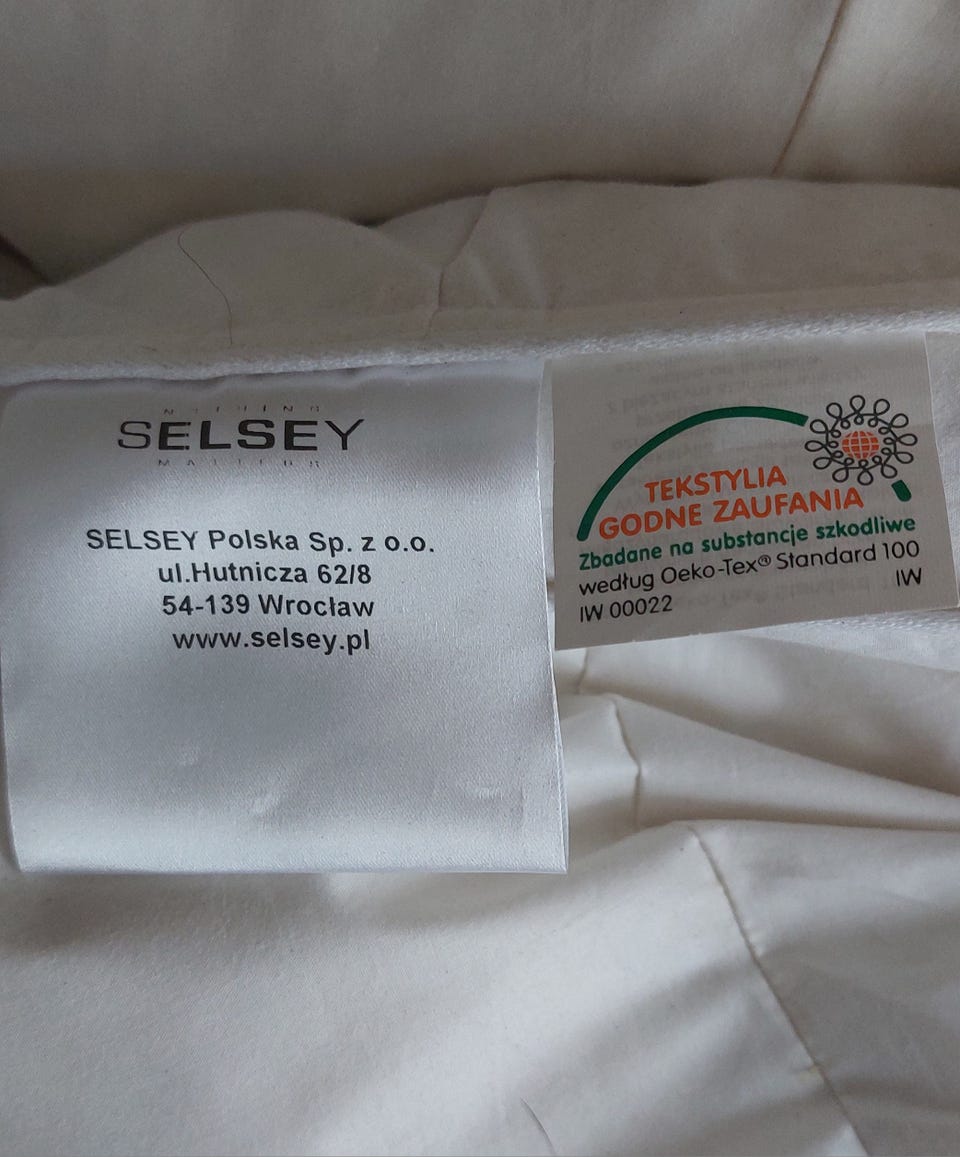 SELSEY
SELSEY Polska Sp. z o.o.
ul.Hutnicza 62/8
54-139 Wrocław
www.selsey.pl
TEKSTYLIA
GODNE ZAUFANIA
Zbadane na substancje szkodliwe
według Oeko-Tex® Standard 100
IW 00022
IW